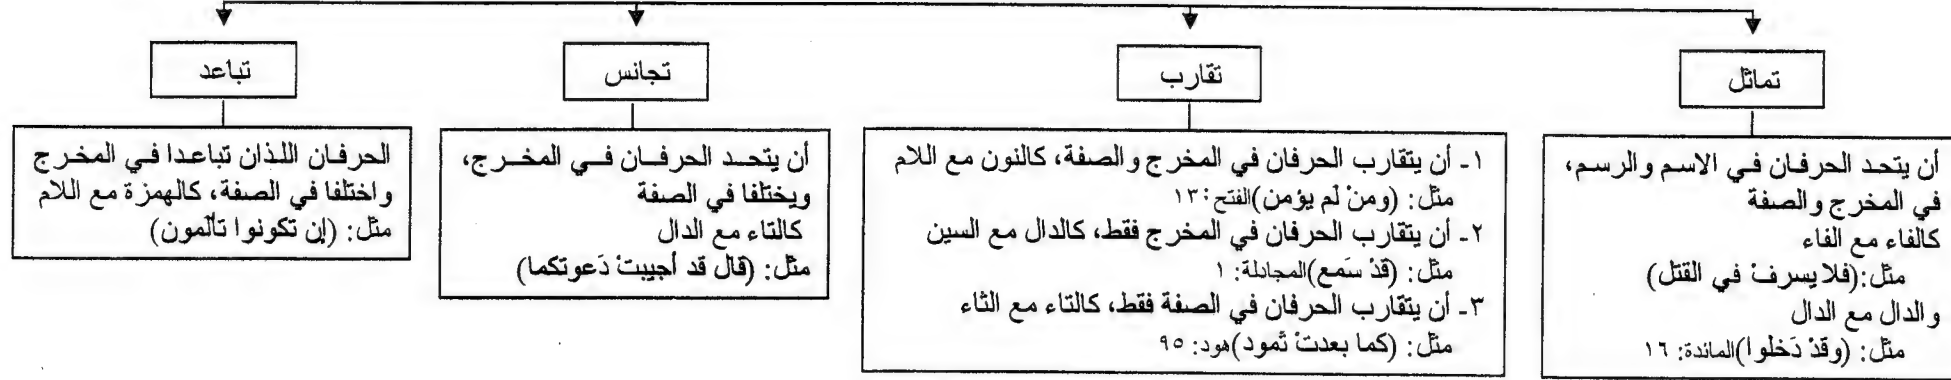 تماثل
أن يتحد الحرفان في الاسم والرسم،
في المخرج والصفة
كالفاء مع الفاء
مثل:(فلا يسرفْ في القتل)
والدال مع الدال
مثل: (وقدْ دَخلوا)المائدة: ١٦
تقارب
١- أن يتقارب الحرفان في المخرج والصفة، كالنون مع اللام
مثل: (ومنْ لَم يؤمن)الفتح:١٣
٢- أن يتقارب الحرفان في المخرج فقط، كالدال مع السين
مثل: (قدْ سَمع)المجادلة: ١
٣- أن يتقارب الحرفان في الصفة فقط، كالتاء مع الثاء
مثل: (كما بعدتْ ثَمود)هود: ٩٥
تجانس
أن يتحد الحرفان في المخرج،
ويختلفا في الصفة
كالتاء مع الدال
مثل: (قال قد أجيبتْ دَعوتكما)
تباعد
الحرفان اللذان تباعدا في المخرج
واختلفا في الصفة، كالهمزة مع اللام
مثل: (إن تكونوا تألمون)